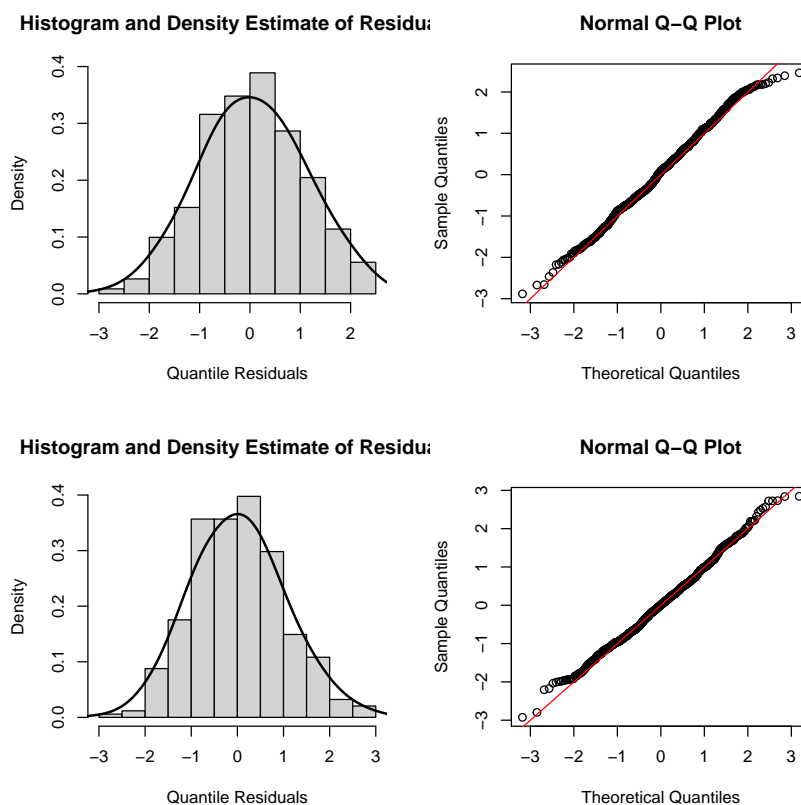 Histogram and Density Estimate of Residua
Density
0.0 0.1 0.2 0.3 0.4
−3 −2 −1 0 1 2
Quantile Residuals
Normal Q−Q Plot
Sample Quantiles
−3 −2 −1 0 1 2
−3 −2 −1 0 1 2 3
Theoretical Quantiles
Histogram and Density Estimate of Residua
Density
0.0 0.1 0.2 0.3 0.4
−3 −2 −1 0 1 2 3
Quantile Residuals
Normal Q−Q Plot
Sample Quantiles
−3 −2 −1 0 1 2 3
−3 −2 −1 0 1 2 3
Theoretical Quantiles